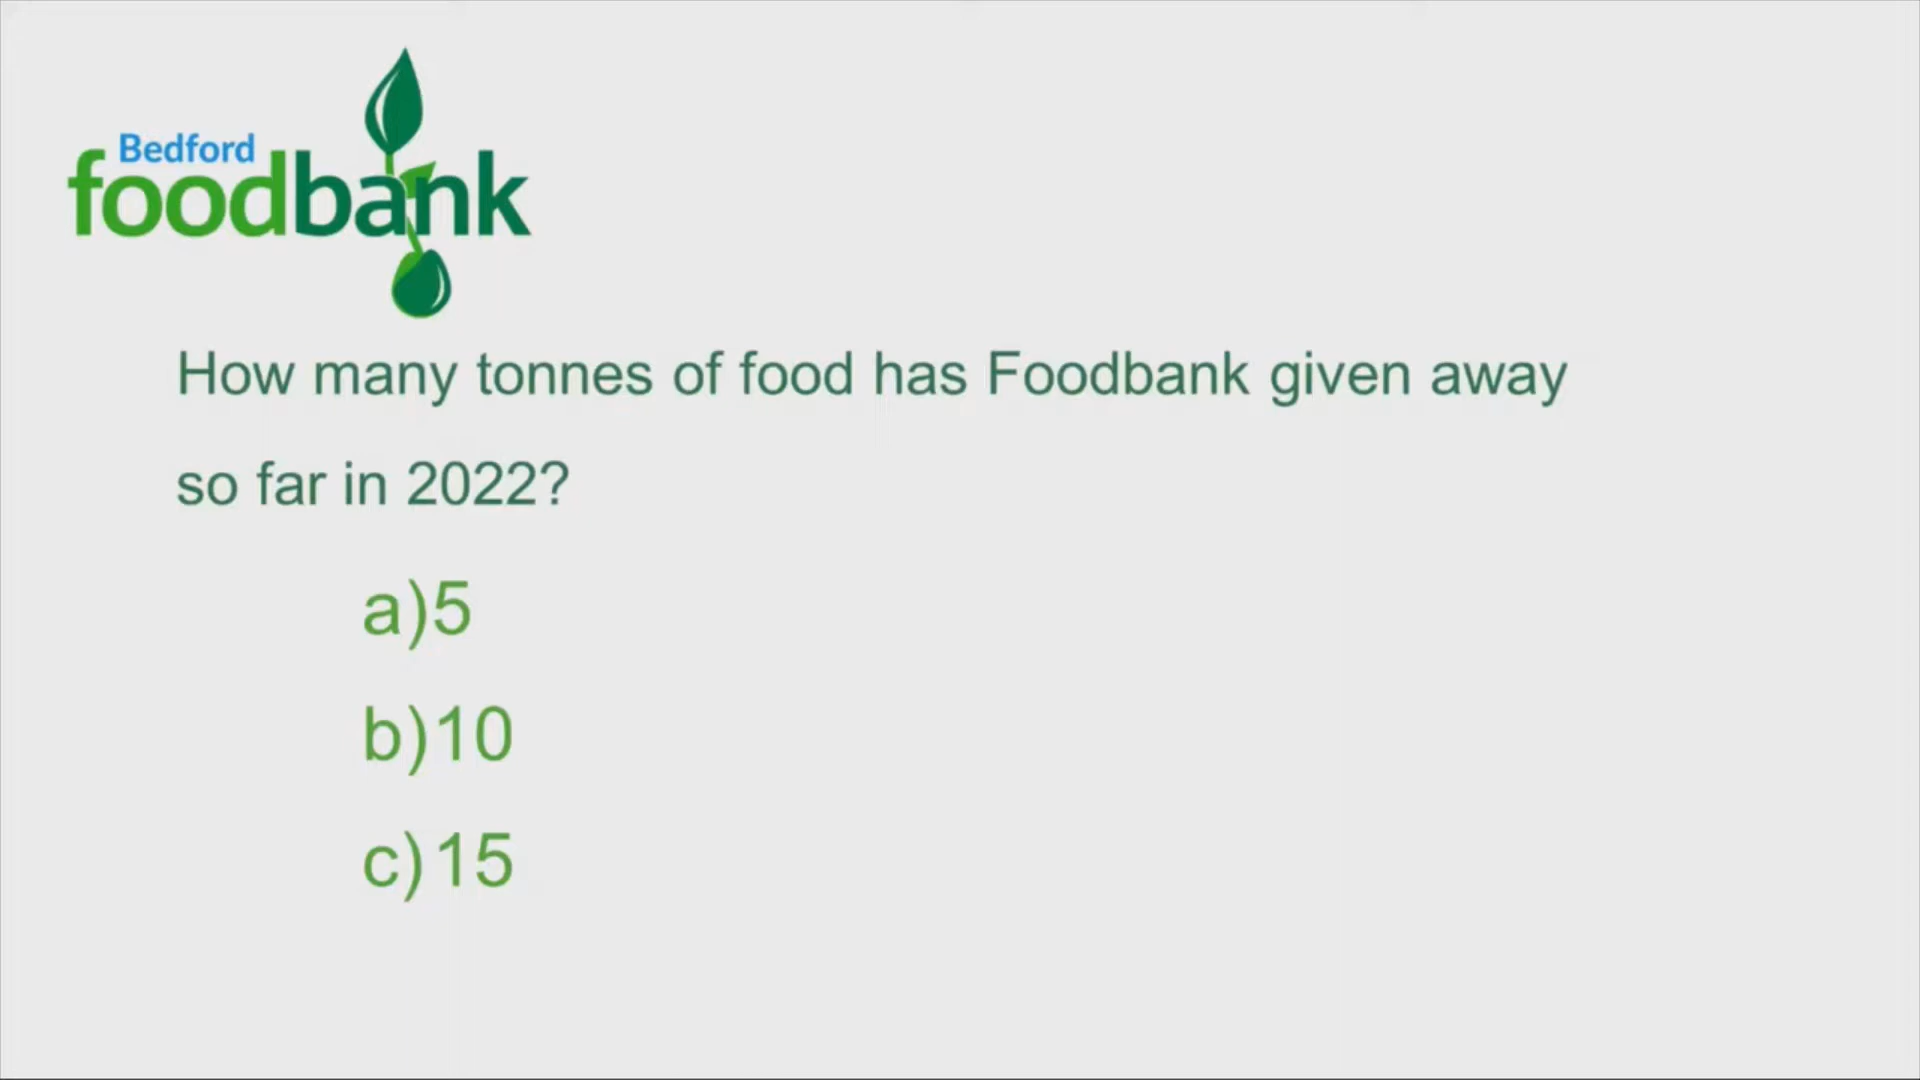 Bedford
foodbank
How many tonnes of food has Foodbank given away
so far in 2022?
a)5
b)10
c)15